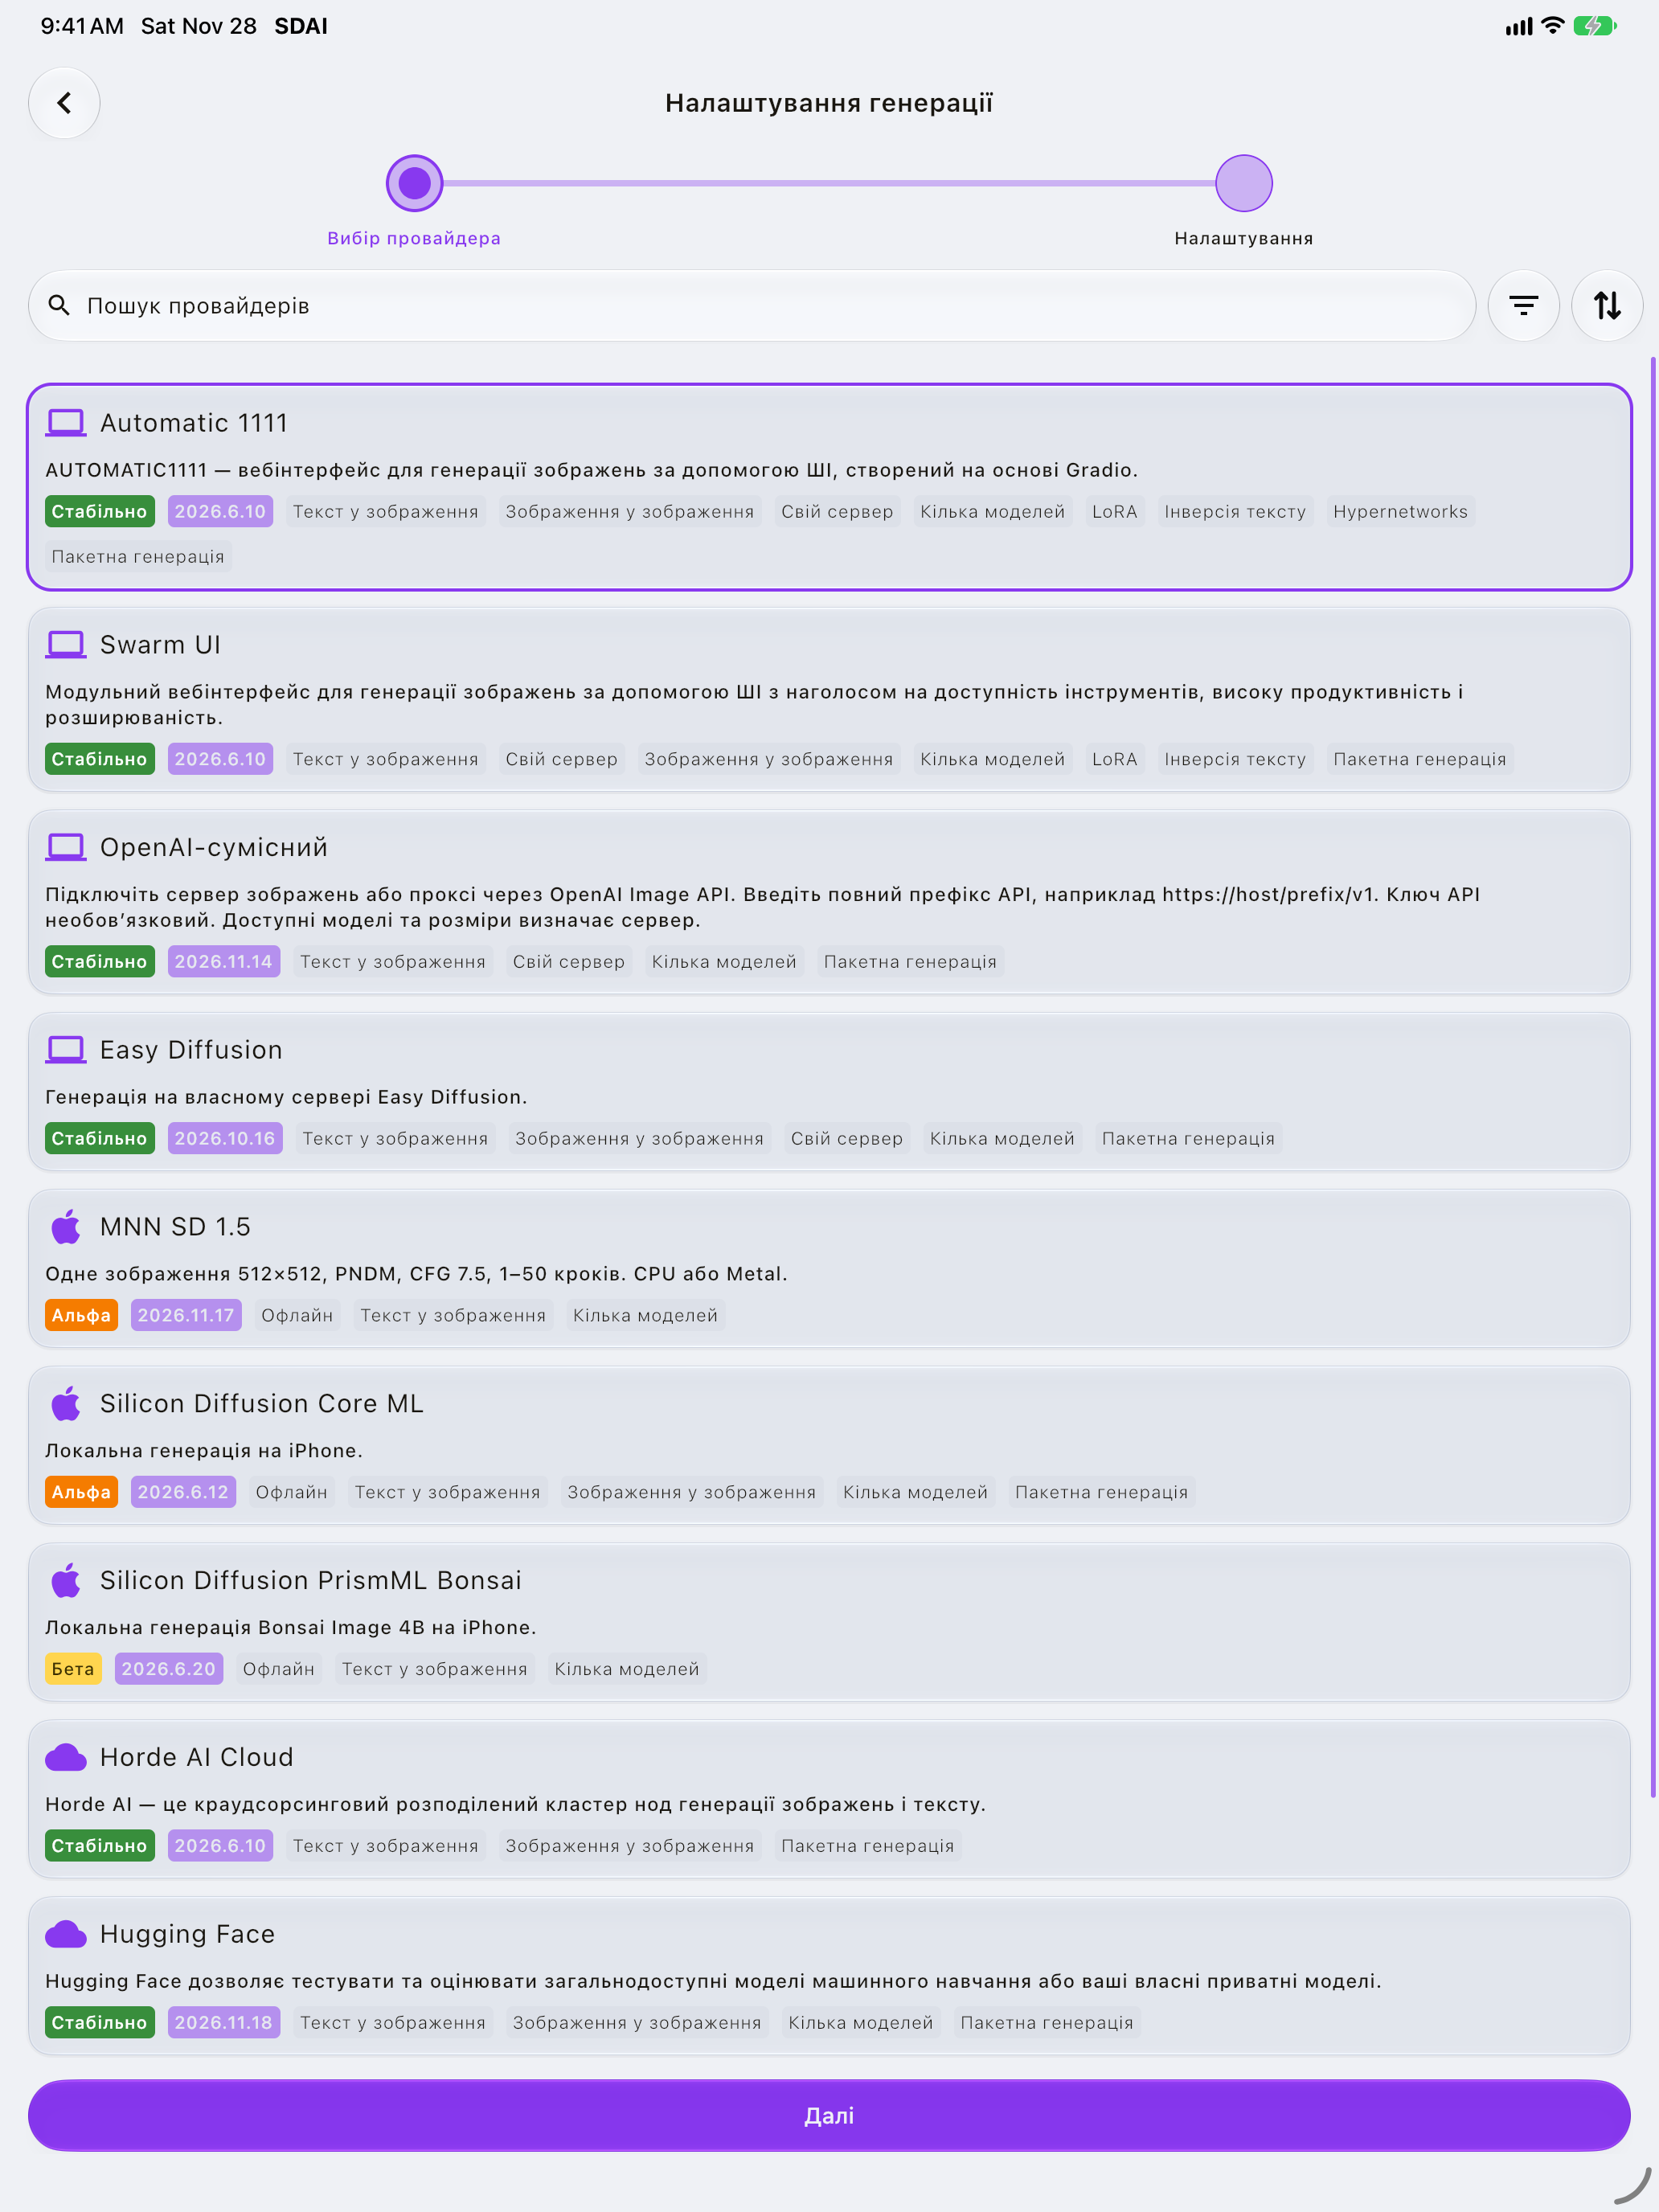 9:41 AM Sat Nov 28 SDAI
Налаштування генерації
Вибір провайдера
Налаштування
Пошук провайдерів
Automatic 1111
AUTOMATIC1111 — вебінтерфейс для генерації зображень за допомогою ШІ, створений на основі Gradio.
Стабільно 2026.6.10 Текст у зображення Зображення у зображення Свій сервер Кілька моделей LoRA Інверсія тексту Hypernetworks
Пакетна генерація
Swarm UI
Модульний вебінтерфейс для генерації зображень за допомогою ШІ з наголосом на доступність інструментів, високу продуктивність і
розширюваність.
Стабільно 2026.6.10 Текст у зображення Свій сервер Зображення у зображення Кілька моделей LoRA Інверсія тексту Пакетна генерація
OpenAI-сумісний
Підключіть сервер зображень або проксі через OpenAI Image API. Введіть повний префікс API, наприклад https://host/prefix/v1. Ключ API
необов’язковий. Доступні моделі та розміри визначає сервер.
Стабільно 2026.11.14 Текст у зображення Свій сервер Кілька моделей Пакетна генерація
Easy Diffusion
Генерація на власному сервері Easy Diffusion.
Стабільно 2026.10.16 Текст у зображення Зображення у зображення Свій сервер Кілька моделей Пакетна генерація
MNN SD 1.5
Одне зображення 512×512, PNDM, CFG 7.5, 1–50 кроків. CPU або Metal.
Альфа 2026.11.17 Офлайн Текст у зображення Кілька моделей
Silicon Diffusion Core ML
Локальна генерація на iPhone.
Альфа 2026.6.12 Офлайн Текст у зображення Зображення у зображення Кілька моделей Пакетна генерація
Silicon Diffusion PrismML Bonsai
Локальна генерація Bonsai Image 4B на iPhone.
Бета 2026.6.20 Офлайн Текст у зображення Кілька моделей
Horde AI Cloud
Horde AI — це краудсорсинговий розподілений кластер нод генерації зображень і тексту.
Стабільно 2026.6.10 Текст у зображення Зображення у зображення Пакетна генерація
Hugging Face
Hugging Face дозволяє тестувати та оцінювати загальнодоступні моделі машинного навчання або ваші власні приватні моделі.
Стабільно 2026.11.18 Текст у зображення Зображення у зображення Кілька моделей Пакетна генерація
Далі